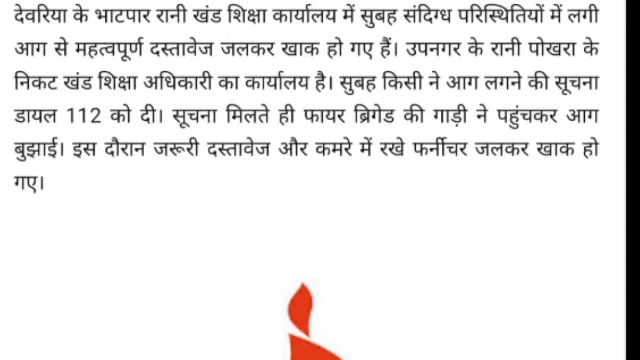 देवरिया के भाटपार रानी खंड शिक्षा कार्यालय में सुबह संदिग्ध परिस्थितियों में लगी
आग से महत्वपूर्ण दस्तावेज जलकर खाक हो गए हैं। उपनगर के रानी पोखरा के
निकट खंड शिक्षा अधिकारी का कार्यालय है। सुबह किसी ने आग लगने की सूचना
डायल 112 को दी। सूचना मिलते ही फायर ब्रिगेड की गाड़ी ने पहुंचकर आग
बुझाई। इस दौरान जरूरी दस्तावेज और कमरे में रखे फर्नीचर जलकर खाक हो
गए।